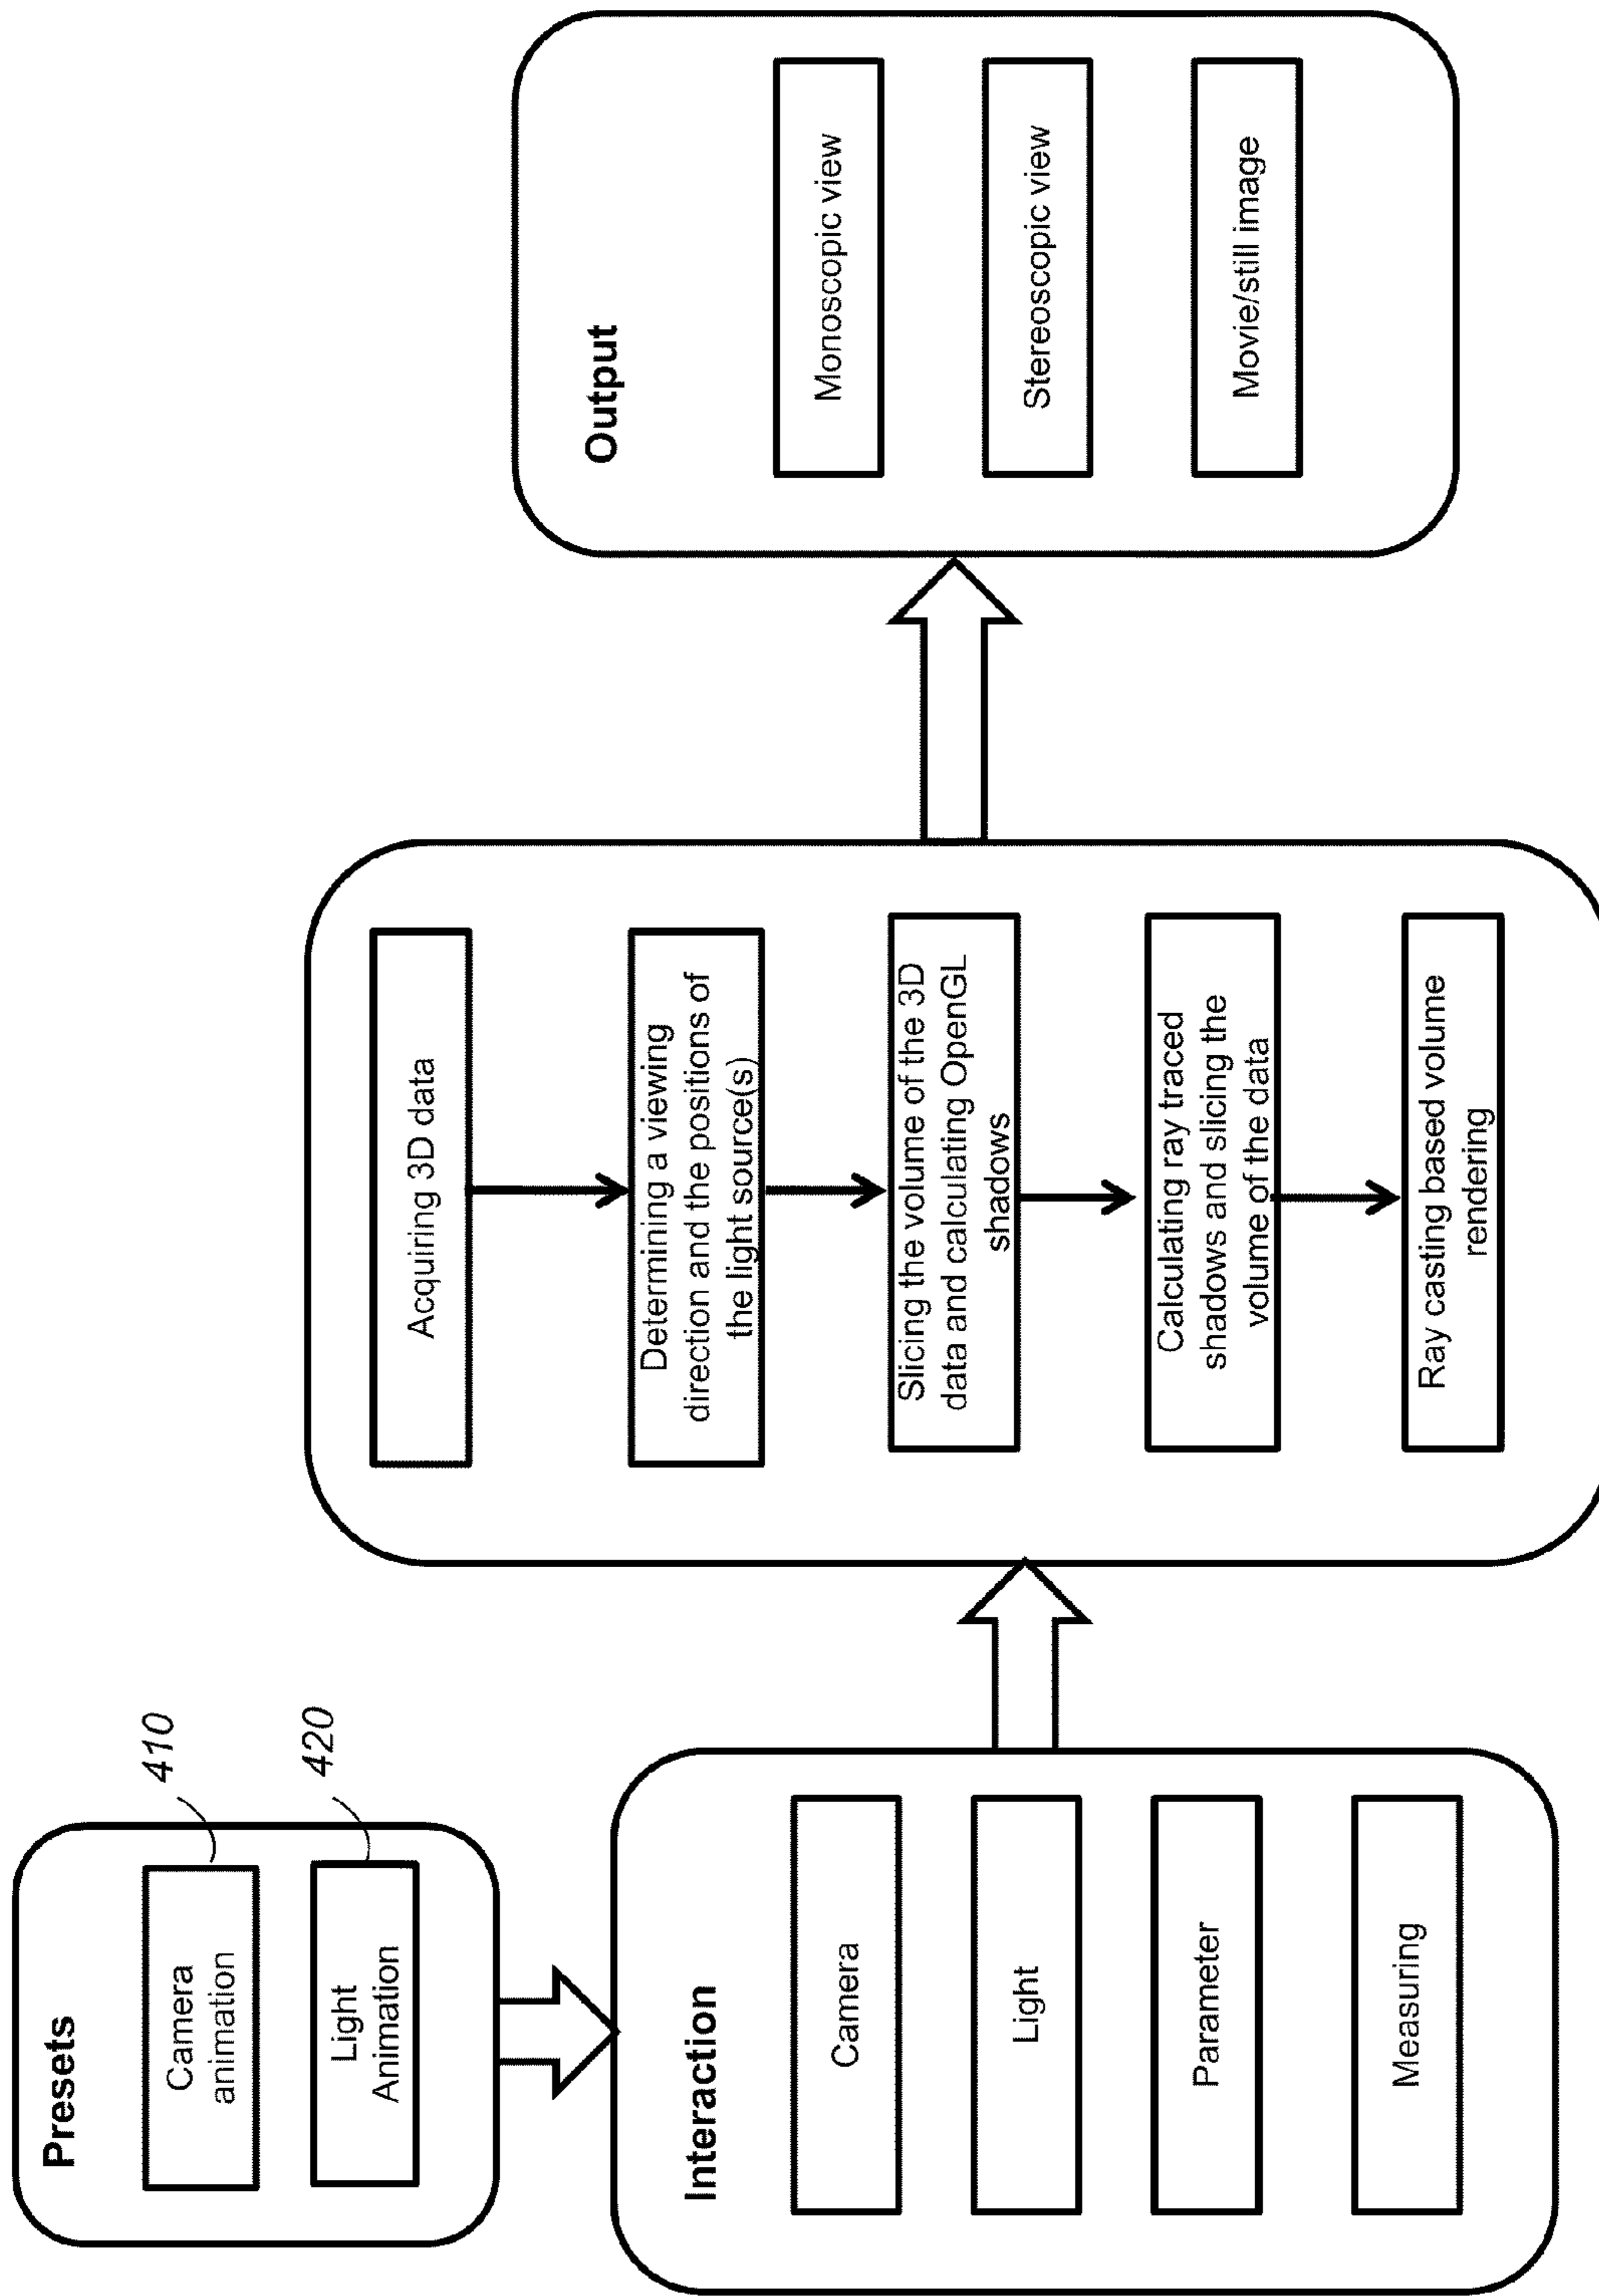 Presets
Camera
animation
410
Light
Animation
420
Interaction
Camera
Light
Parameter
Measuring
Acquiring 3D data
Determining a viewing
direction and the positions of
the light source(s)
Slicing the volume of the 3D
data and calculating OpenGL
shadows
Calculating ray traced
shadows and slicing the
volume of the data
Ray casting based volume
rendering
Output
Monoscopic view
Stereoscopic view
Movie/still image